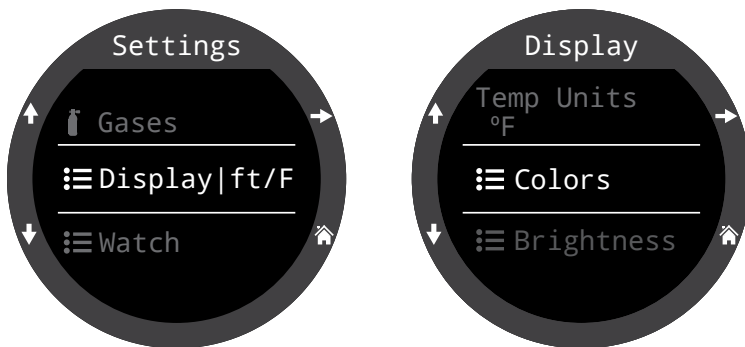 Settings
Gases
Display|ft/F
Watch
Display
Temp Units
ºF
Colors
Brightness